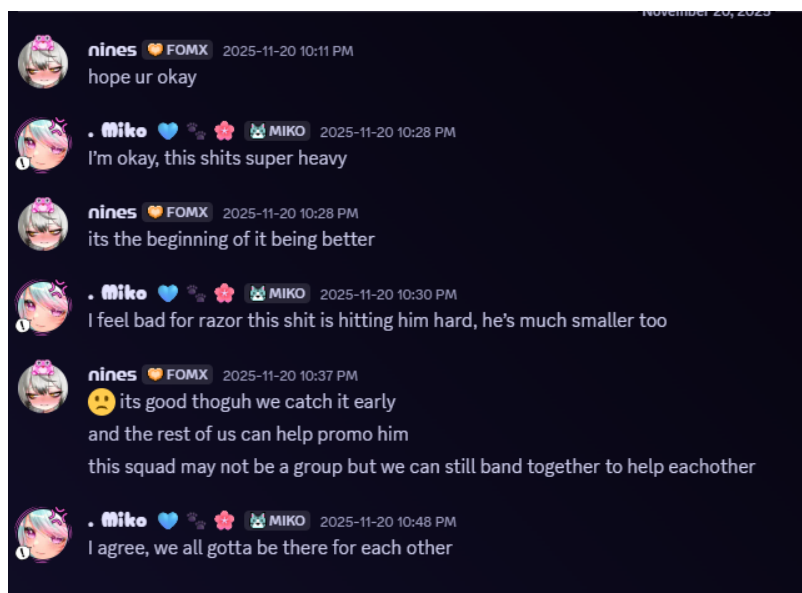 November 20, 2025
nines FOMX 2025-11-20 10:11 PM
hope ur okay
. Miko 💙 🐾 🌸 MIKO 2025-11-20 10:28 PM
I'm okay, this shits super heavy
nines FOMX 2025-11-20 10:28 PM
its the beginning of it being better
. Miko 💙 🐾 🌸 MIKO 2025-11-20 10:30 PM
I feel bad for razor this shit is hitting him hard, he's much smaller too
nines FOMX 2025-11-20 10:37 PM
🙁 its good thoguh we catch it early
and the rest of us can help promo him
this squad may not be a group but we can still band together to help eachother
. Miko 💙 🐾 🌸 MIKO 2025-11-20 10:48 PM
I agree, we all gotta be there for each other